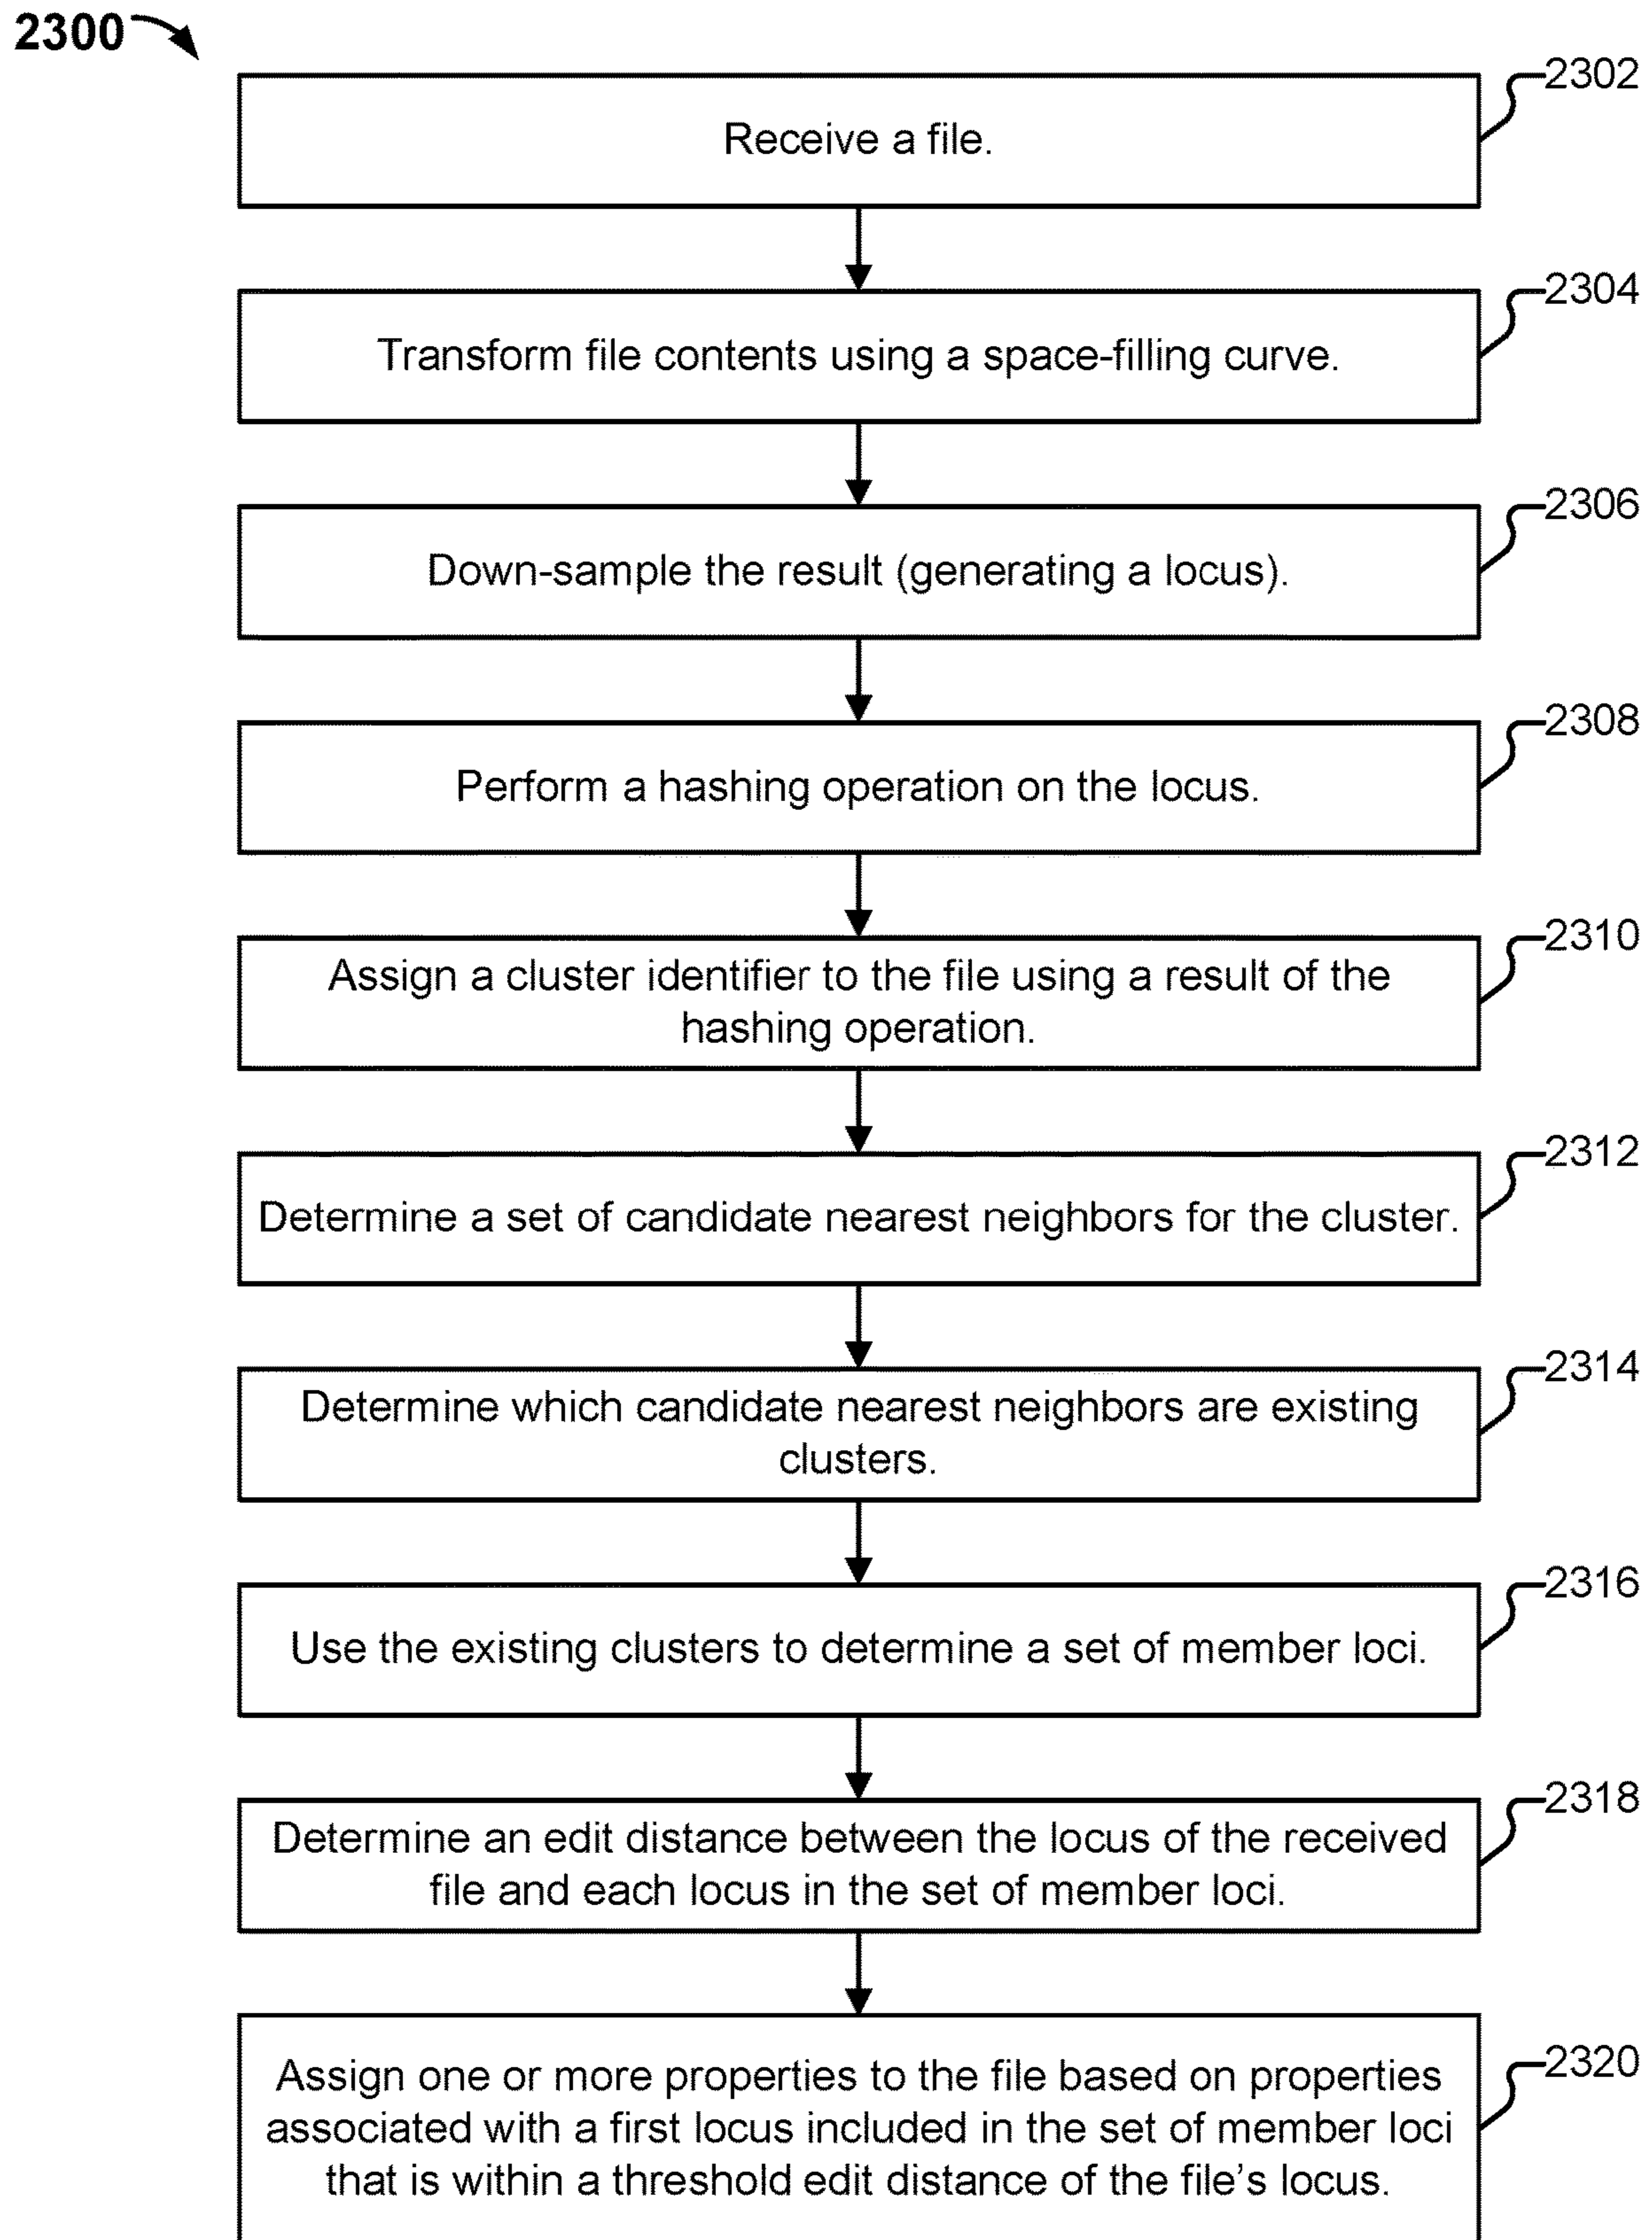 2300
2302
Receive a file.
2304
Transform file contents using a space-filling curve.
2306
Down-sample the result (generating a locus).
2308
Perform a hashing operation on the locus.
2310
Assign a cluster identifier to the file using a result of the
hashing operation.
2312
Determine a set of candidate nearest neighbors for the cluster.
2314
Determine which candidate nearest neighbors are existing
clusters.
2316
Use the existing clusters to determine a set of member loci.
2318
Determine an edit distance between the locus of the received
file and each locus in the set of member loci.
2320
Assign one or more properties to the file based on properties
associated with a first locus included in the set of member loci
that is within a threshold edit distance of the file's locus.